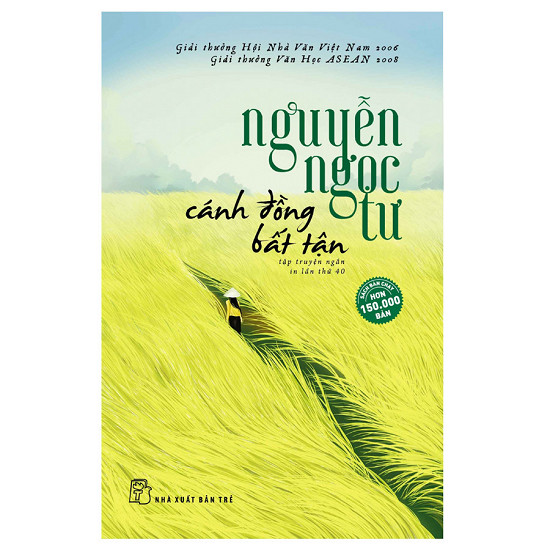 Giải thưởng Hội Nhà Văn Việt Nam 2006
Giải thưởng Văn Học ASEAN 2008
nguyễn
ngọc
tư
cánh đồng
bất tận
tập truyện ngắn
in lần thứ 40
SÁCH BÁN CHẠY
HƠN
150.000
BẢN
NHÀ XUẤT BẢN TRẺ